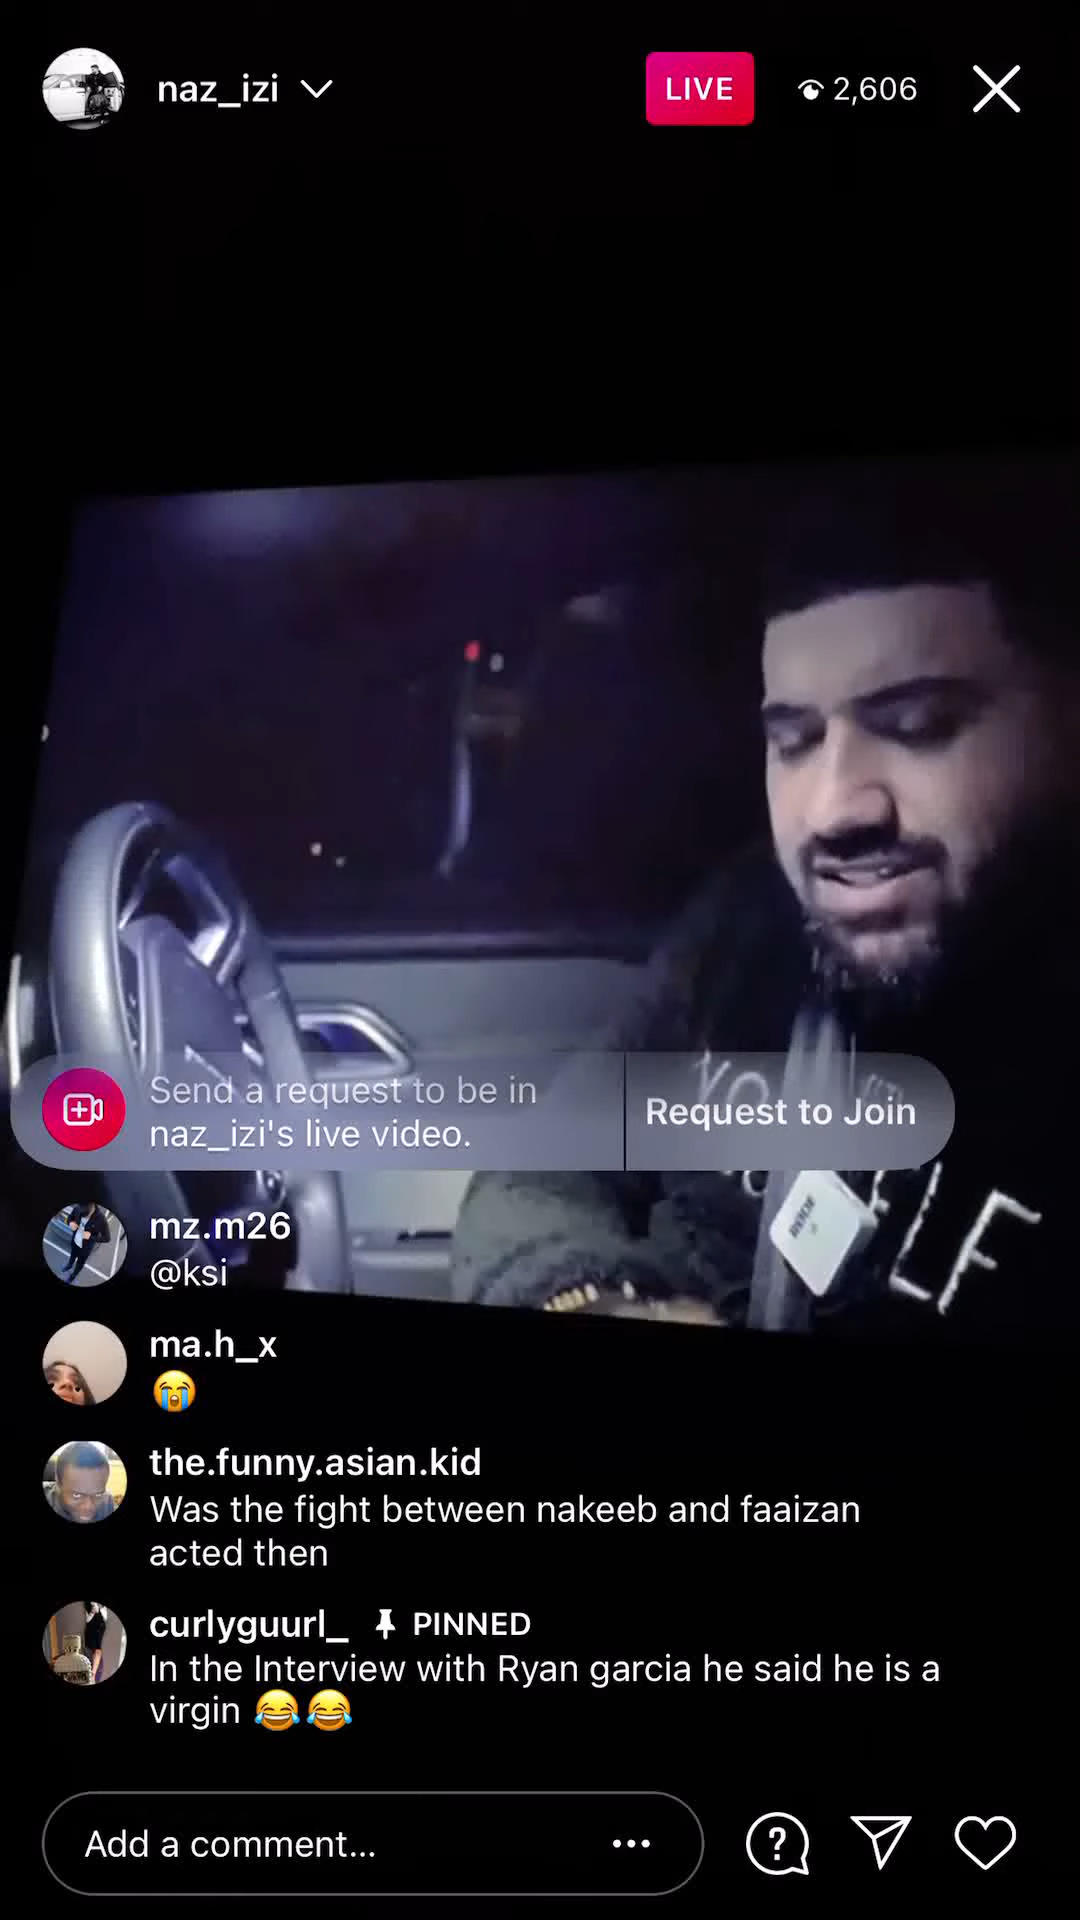 naz_izi
LIVE
2,606
Send a request to be in
naz_izi's live video.
Request to Join
mz.m26
@ksi
ma.h_x
😭
the.funny.asian.kid
Was the fight between nakeeb and faaizan
acted then
curlyguurl_ PINNED
In the Interview with Ryan garcia he said he is a
virgin 😂😂
Add a comment...